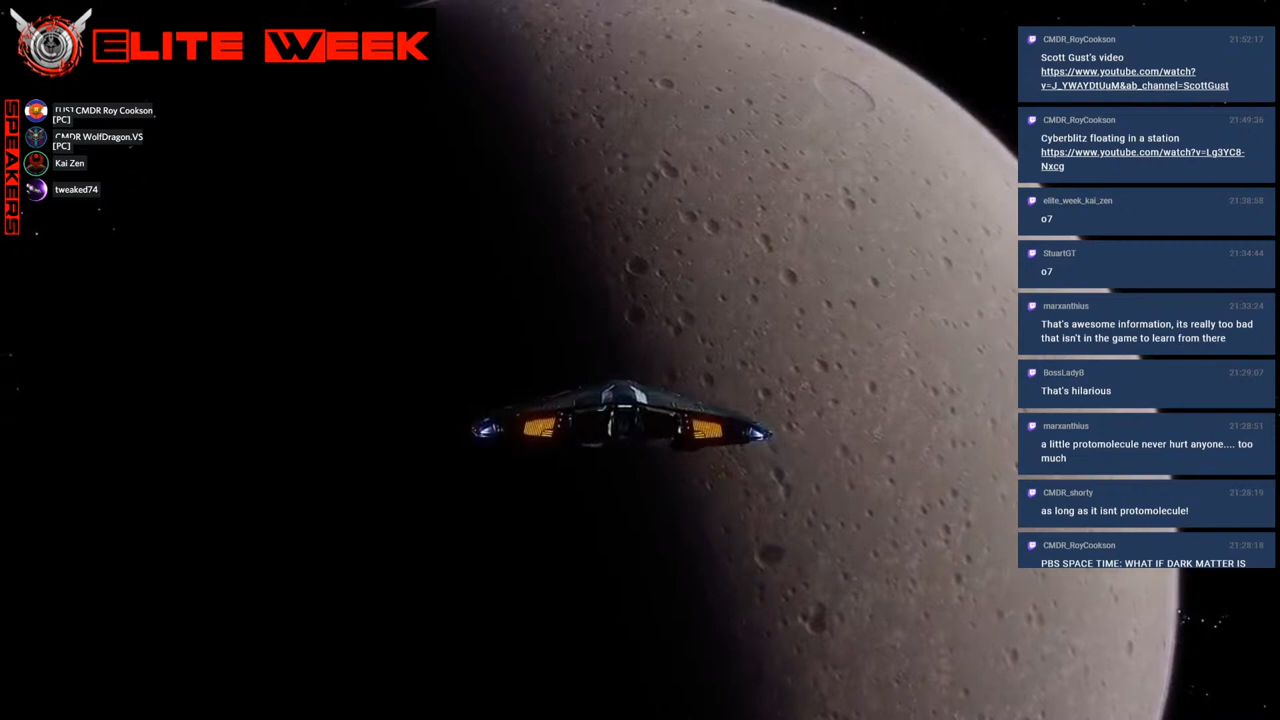 ELITE WEEK
SPEAKERS
[US] CMDR Roy Cookson
[PC]
CMDR WolfDragon.VS
[PC]
Kai Zen
tweaked74
CMDR_RoyCookson 21:52:17
Scott Gust's video
https://www.youtube.com/watch?
v=J_YWAYDtUuM&ab_channel=ScottGust
CMDR_RoyCookson 21:49:36
Cyberblitz floating in a station
https://www.youtube.com/watch?v=Lg3YC8-
Nxcg
elite_week_kai_zen 21:38:58
o7
StuartGT 21:34:44
o7
marxanthius 21:33:24
That's awesome information, its really too bad
that isn't in the game to learn from there
BossLadyB 21:29:07
That's hilarious
marxanthius 21:28:51
a little protomolecule never hurt anyone.... too
much
CMDR_shorty 21:28:19
as long as it isnt protomolecule!
CMDR_RoyCookson 21:28:18
PBS SPACE TIME: WHAT IF DARK MATTER IS